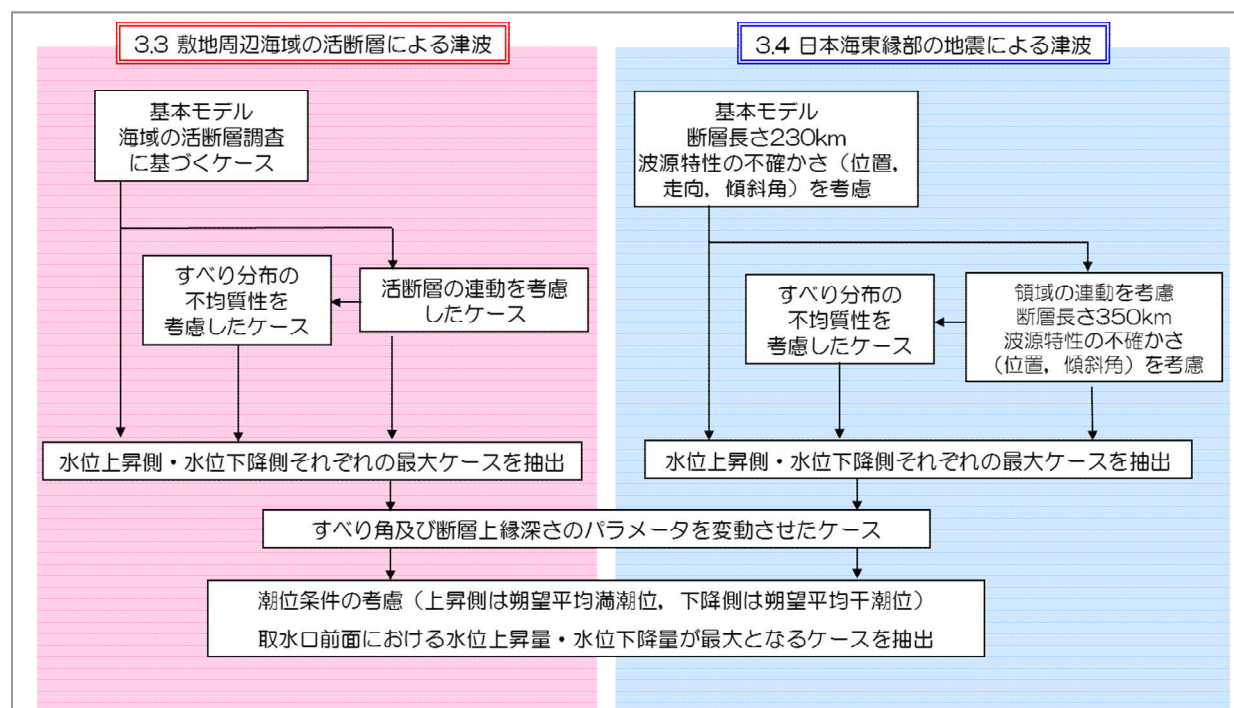 3.3 敷地周辺海域の活断層による津波
基本モデル
海域の活断層調査
に基づくケース
すべり分布の
不均質性を
考慮したケース
活断層の連動を考慮
したケース
水位上昇側・水位下降側それぞれの最大ケースを抽出
3.4 日本海東縁部の地震による津波
基本モデル
断層長さ230km
波源特性の不確かさ（位置，
走向，傾斜角）を考慮
すべり分布の
不均質性を
考慮したケース
領域の連動を考慮
断層長さ350km
波源特性の不確かさ
（位置，傾斜角）を考慮
水位上昇側・水位下降側それぞれの最大ケースを抽出
すべり角及び断層上縁深さのパラメータを変動させたケース
潮位条件の考慮（上昇側は朔望平均満潮位，下降側は朔望平均干潮位）
取水口前面における水位上昇量・水位下降量が最大となるケースを抽出